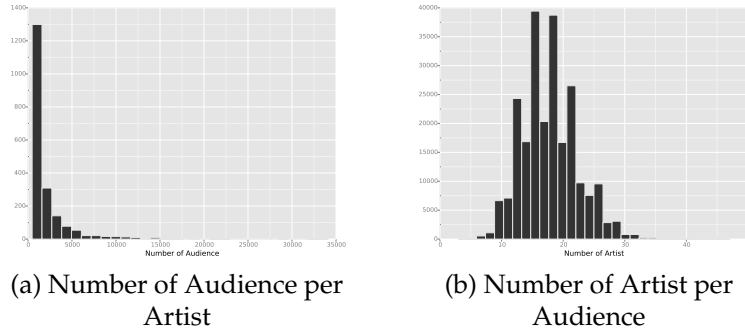 1400
1200
1000
800
600
400
200
0
0 5000 10000 15000 20000 25000 30000 35000
Number of Audience
(a) Number of Audience per
Artist
40000
35000
30000
25000
20000
15000
10000
5000
0
10 20 30 40
Number of Artist
(b) Number of Artist per
Audience